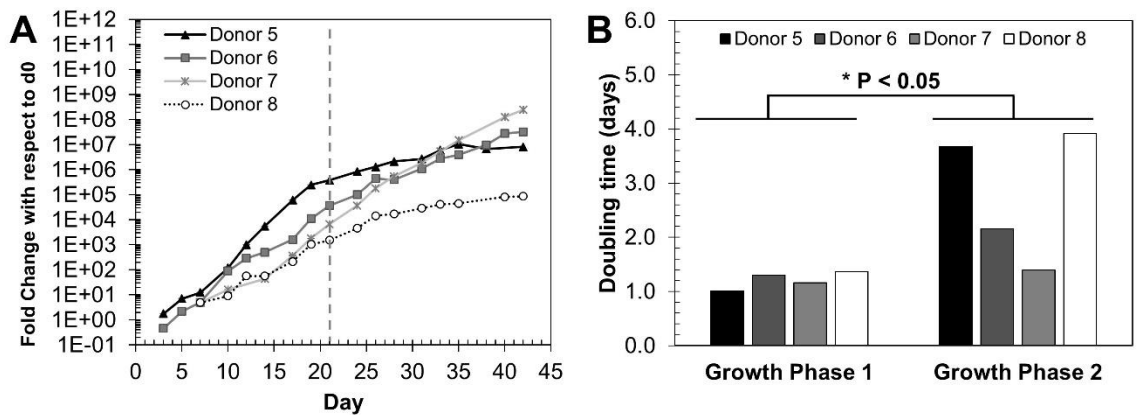 A
Fold Change with respect to d0
1E+12
1E+11
1E+10
1E+09
1E+08
1E+07
1E+06
1E+05
1E+04
1E+03
1E+02
1E+01
1E+00
1E-01
Donor 5
Donor 6
Donor 7
Donor 8
0 5 10 15 20 25 30 35 40 45
Day
B
Doubling time (days)
6.0
5.0
4.0
3.0
2.0
1.0
0.0
Donor 5 Donor 6 Donor 7 Donor 8
* P < 0.05
Growth Phase 1 Growth Phase 2